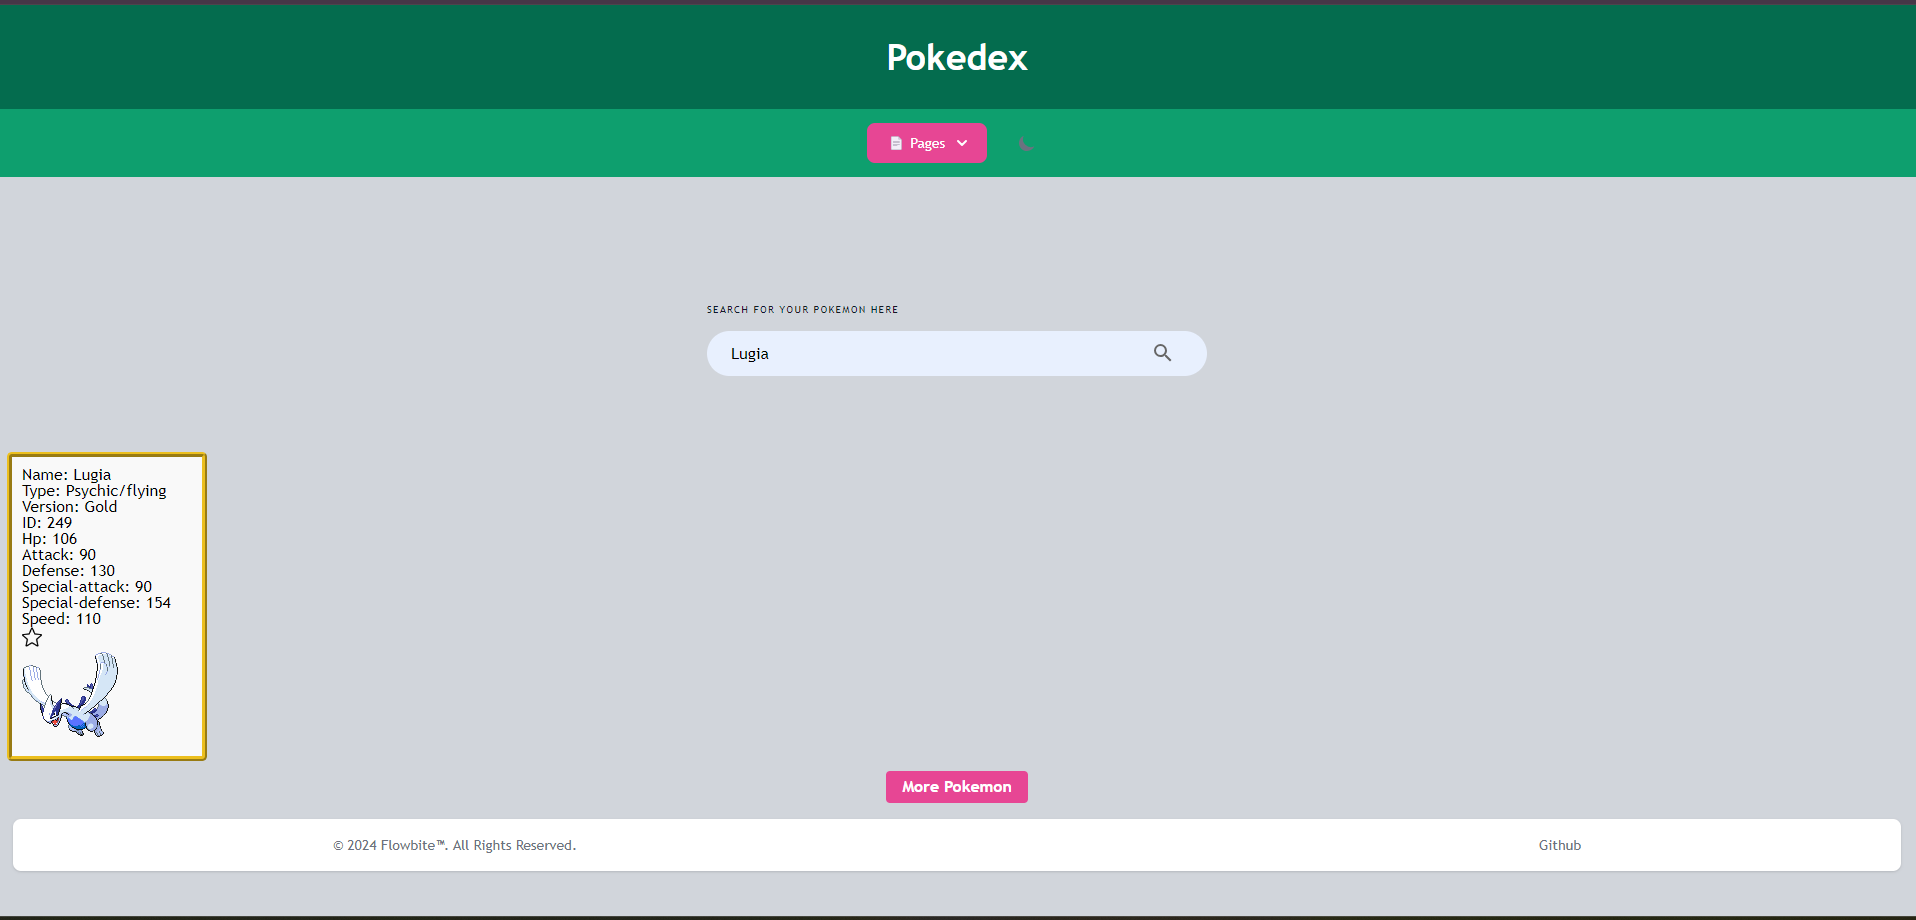 Pokedex
Pages
SEARCH FOR YOUR POKEMON HERE
Lugia
Name: Lugia
Type: Psychic/flying
Version: Gold
ID: 249
Hp: 106
Attack: 90
Defense: 130
Special-attack: 90
Special-defense: 154
Speed: 110
More Pokemon
© 2024 Flowbite™. All Rights Reserved.
Github